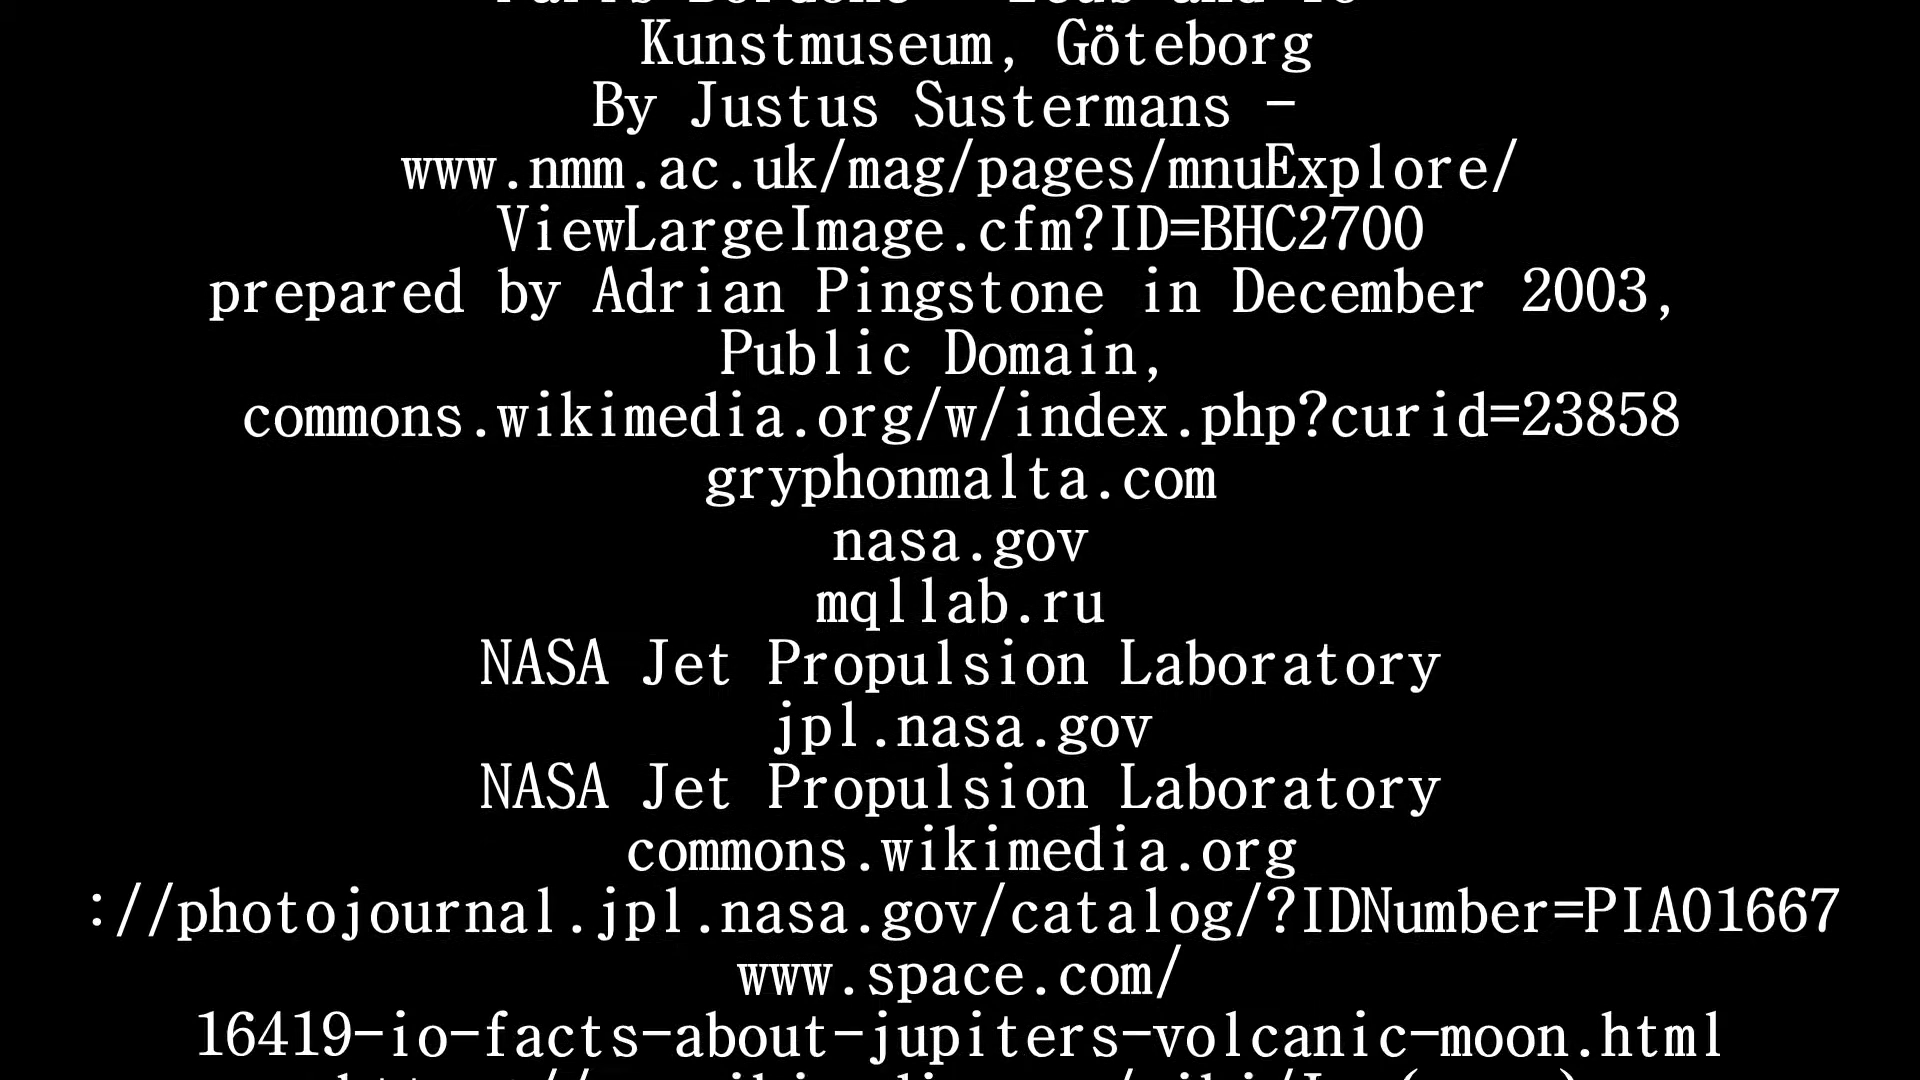 Kunstmuseum, Göteborg
By Justus Sustermans -
www.nmm.ac.uk/mag/pages/mnuExplore/
ViewLargeImage.cfm?ID=BHC2700
prepared by Adrian Pingstone in December 2003,
Public Domain,
commons.wikimedia.org/w/index.php?curid=23858
gryphonmalta.com
nasa.gov
mqllab.ru
NASA Jet Propulsion Laboratory
jpl.nasa.gov
NASA Jet Propulsion Laboratory
commons.wikimedia.org
://photojournal.jpl.nasa.gov/catalog/?IDNumber=PIA01667
www.space.com/
16419-io-facts-about-jupiters-volcanic-moon.html